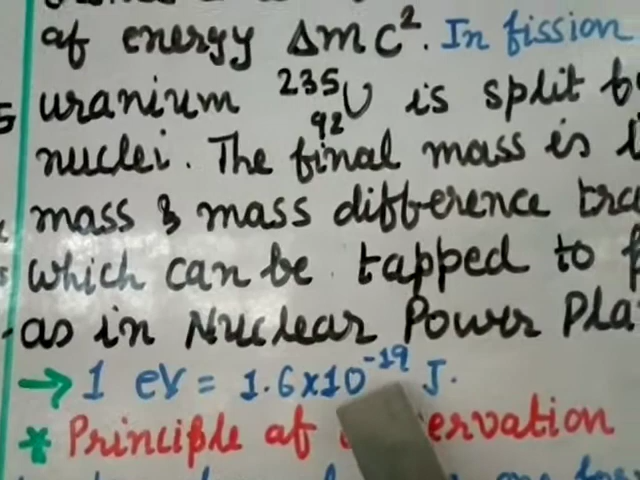 of energy Δmc². In fission
uranium ²³⁵₉₂U is split
nuclei. The final mass is
mass & mass difference
which can be tapped to
as in Nuclear Power
→ 1 eV = 1.6×10⁻¹⁹ J.
* Principle of